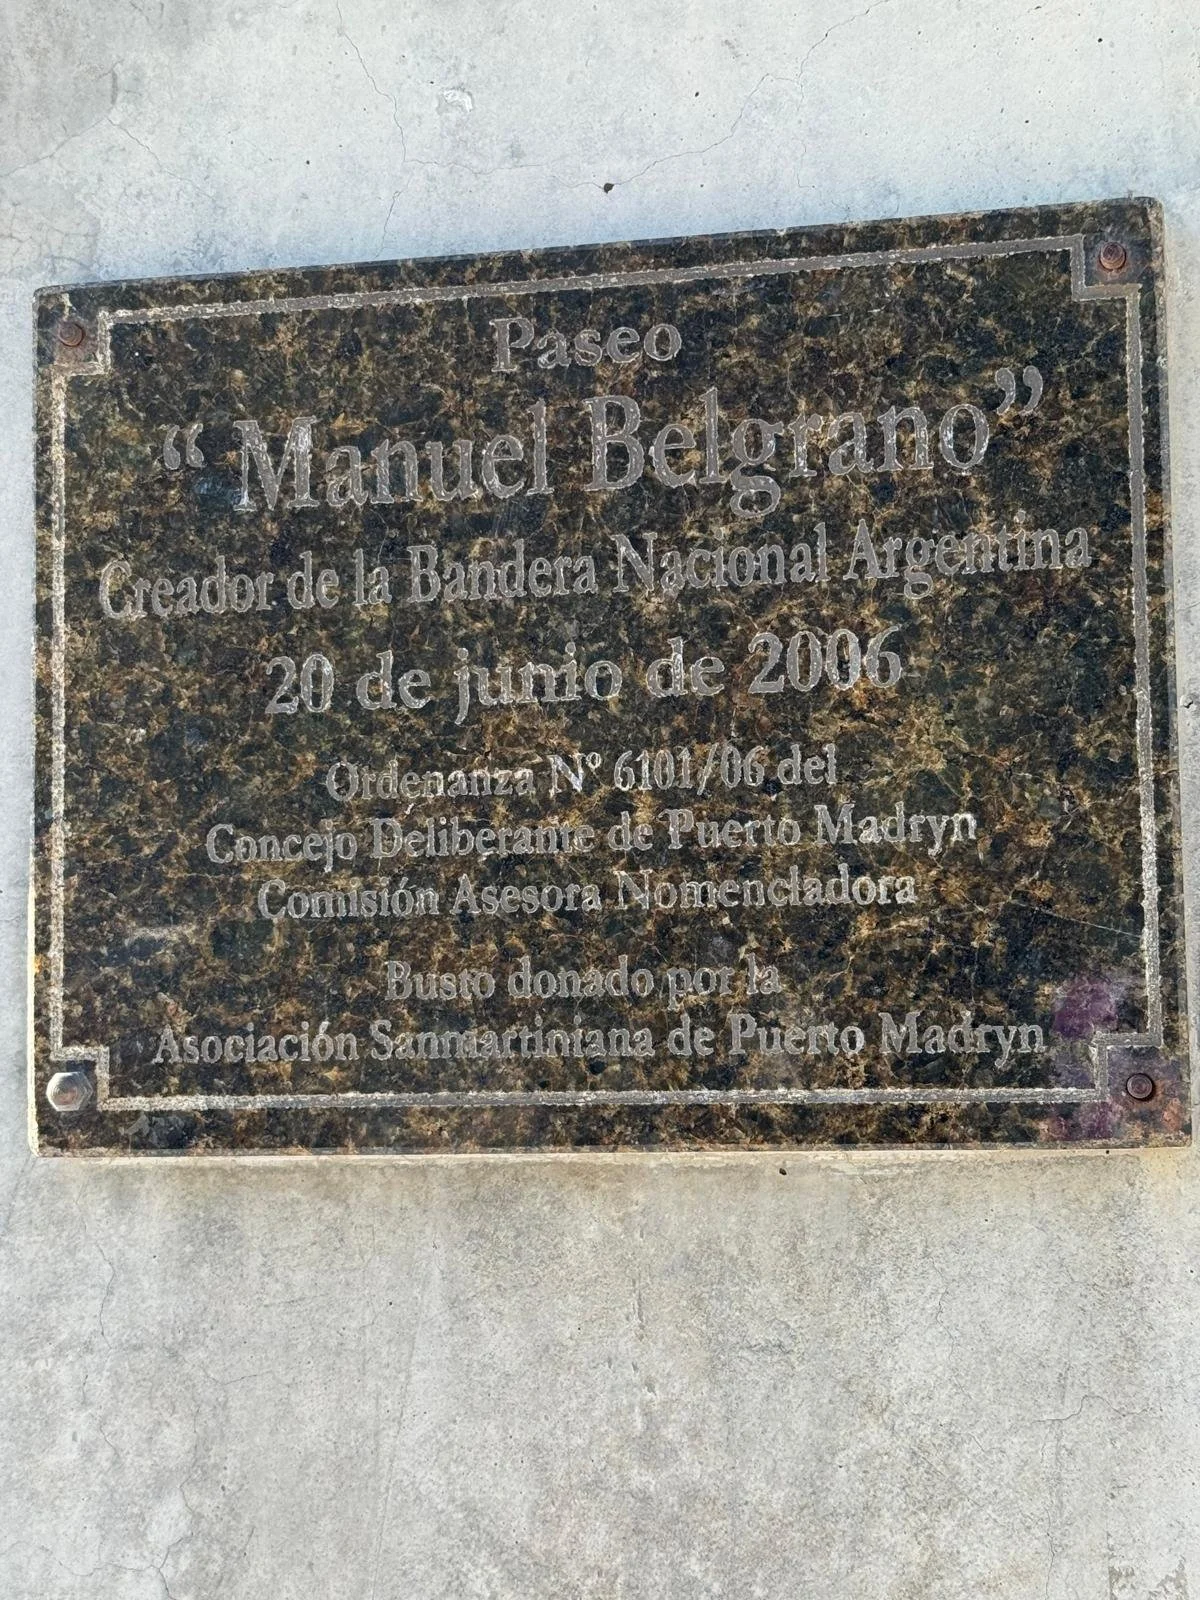 Paseo
“Manuel Belgrano”
Creador de la Bandera Nacional Argentina
20 de junio de 2006
Ordenanza Nº 6101/06 del
Concejo Deliberante de Puerto Madryn
Comisión Asesora Nomencladora
Busto donado por la
Asociación Sanmartiniana de Puerto Madryn